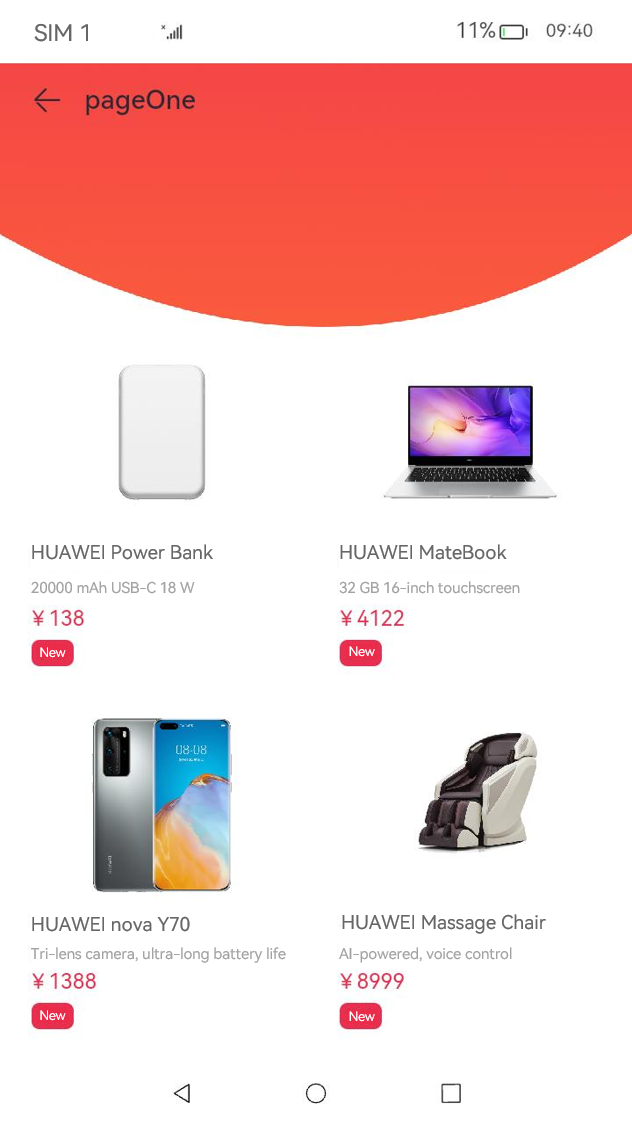 SIM 1
11%
09:40
pageOne
HUAWEI Power Bank
20000 mAh USB-C 18 W
￥138
New
HUAWEI MateBook
32 GB 16-inch touchscreen
￥4122
New
08-08
HUAWEI nova Y70
Tri-lens camera, ultra-long battery life
￥1388
New
HUAWEI Massage Chair
AI-powered, voice control
￥8999
New